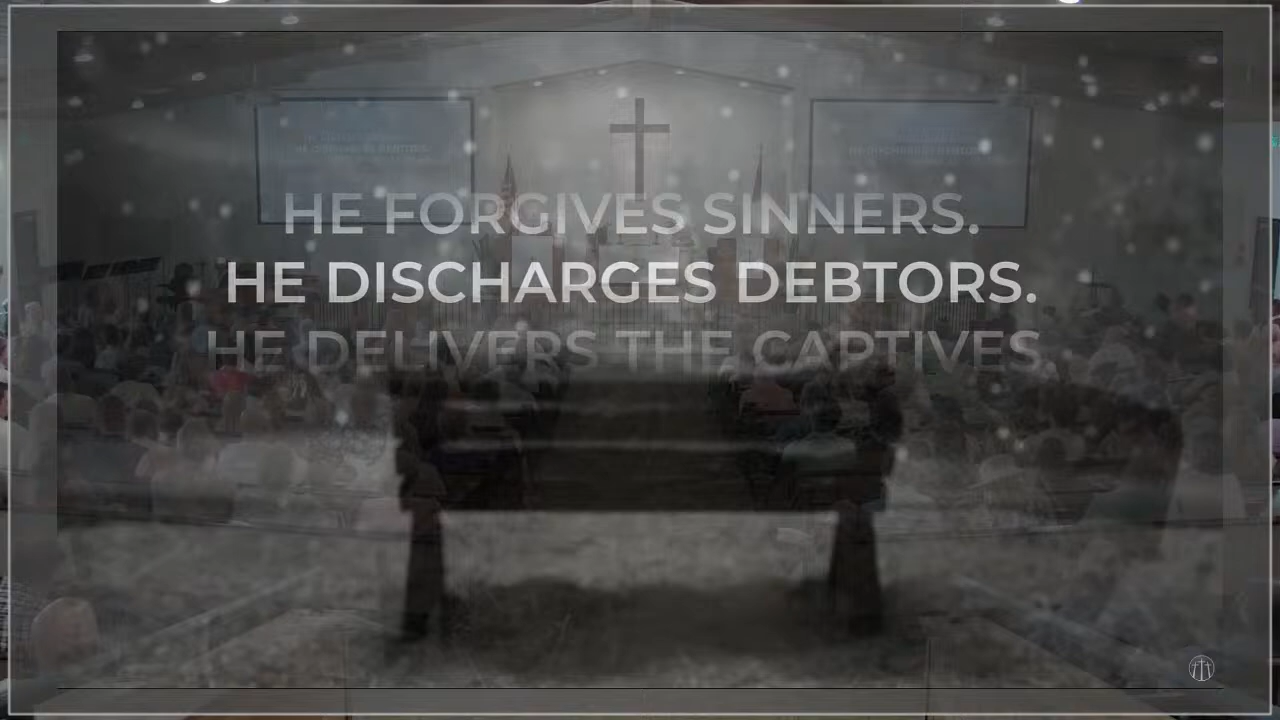 HE FORGIVES SINNERS.
HE DISCHARGES DEBTORS.
HE DELIVERS THE CAPTIVES